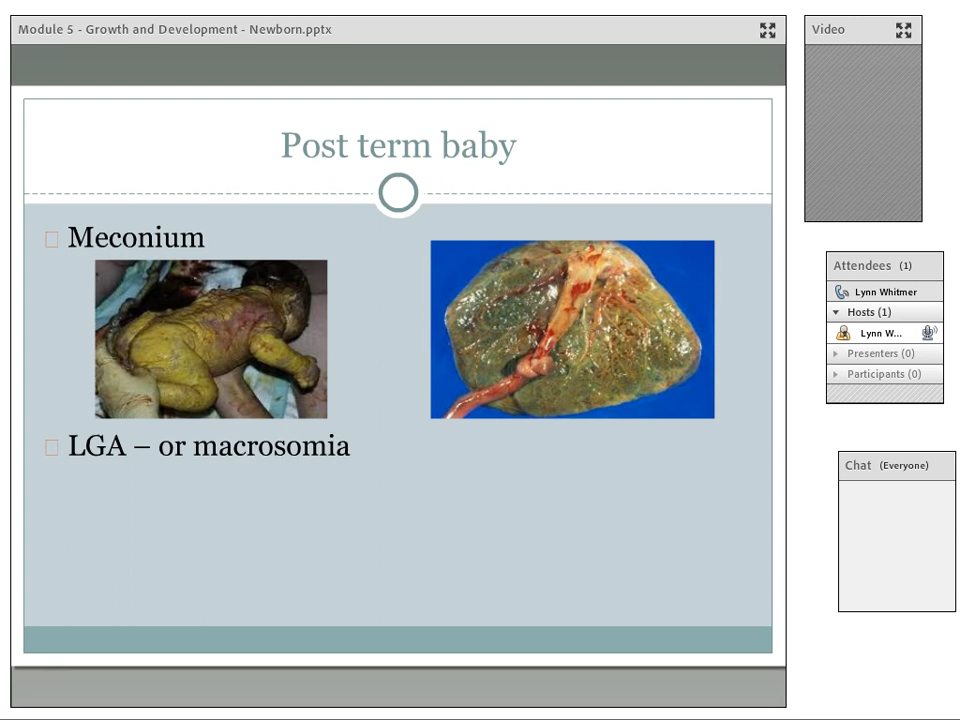 Module 5 - Growth and Development - Newborn.pptx
Video
Post term baby
Meconium
LGA – or macrosomia
Attendees (1)
Lynn Whitmer
Hosts (1)
Lynn W...
Presenters (0)
Participants (0)
Chat (Everyone)